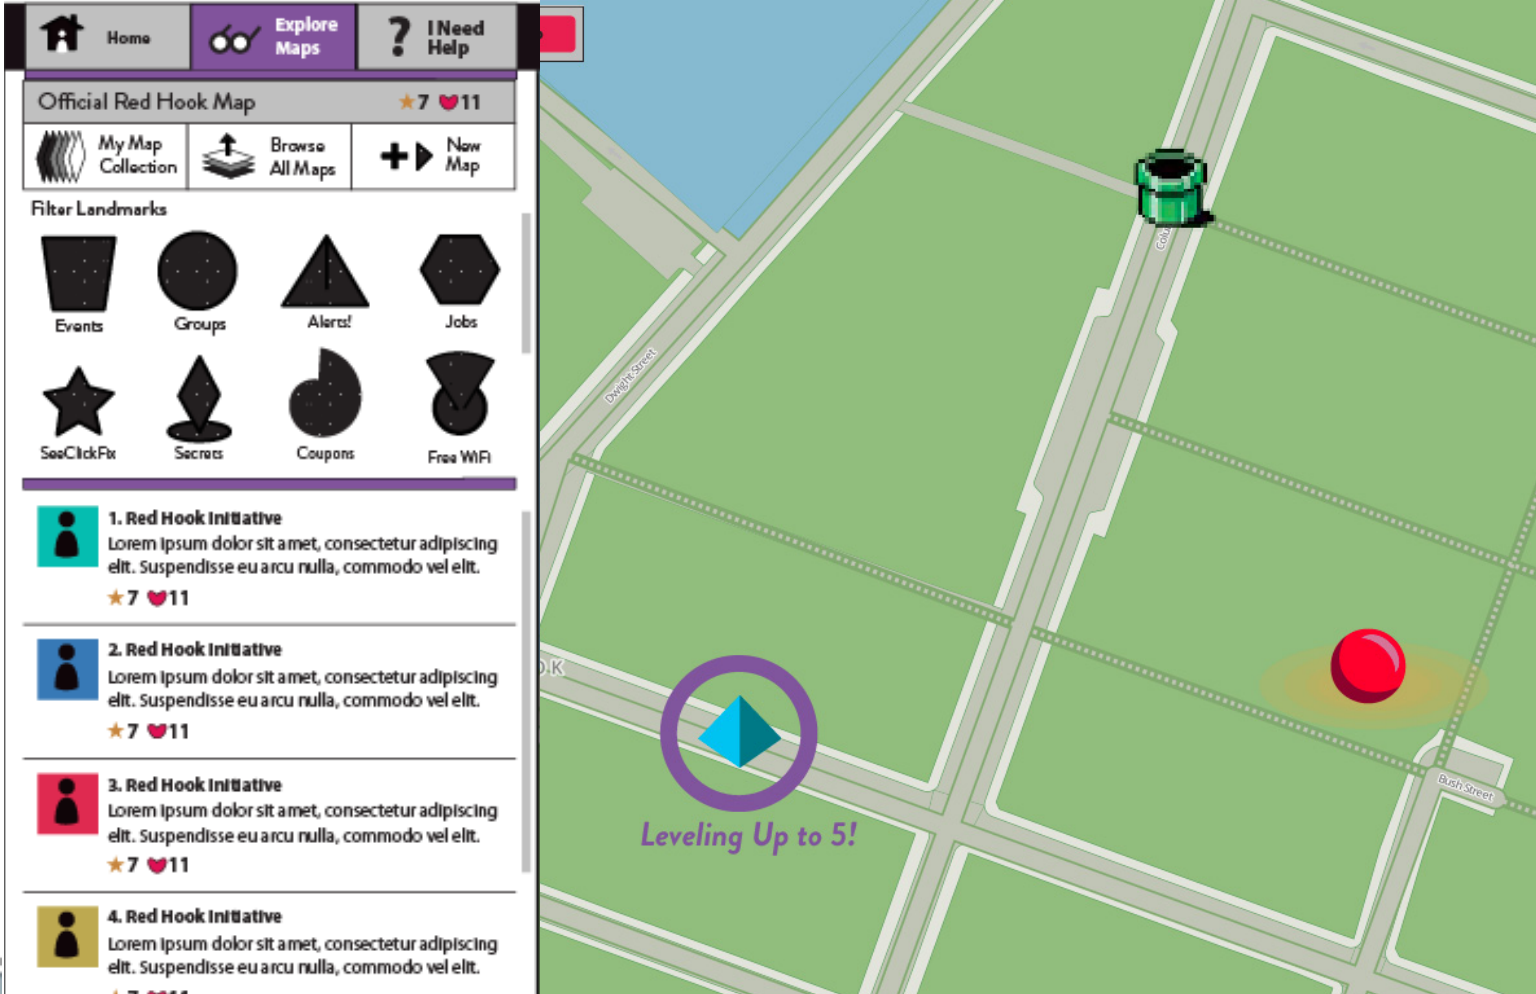 Home
Explore
Maps
I Need
Help
Official Red Hook Map
7 11
My Map
Collection
Browse
All Maps
New
Map
Filter Landmarks
Events
Groups
Alerts!
Jobs
SeeClickFix
Secrets
Coupons
Free WiFi
1. Red Hook Initiative
Lorem ipsum dolor sit amet, consectetur adipiscing
elit. Suspendisse eu arcu nulla, commodo vel elit.
7 11
2. Red Hook Initiative
Lorem ipsum dolor sit amet, consectetur adipiscing
elit. Suspendisse eu arcu nulla, commodo vel elit.
7 11
3. Red Hook Initiative
Lorem ipsum dolor sit amet, consectetur adipiscing
elit. Suspendisse eu arcu nulla, commodo vel elit.
7 11
4. Red Hook Initiative
Lorem ipsum dolor sit amet, consectetur adipiscing
elit. Suspendisse eu arcu nulla, commodo vel elit.
Colu
Dwight Street
OK
Leveling Up to 5!
Bush Street